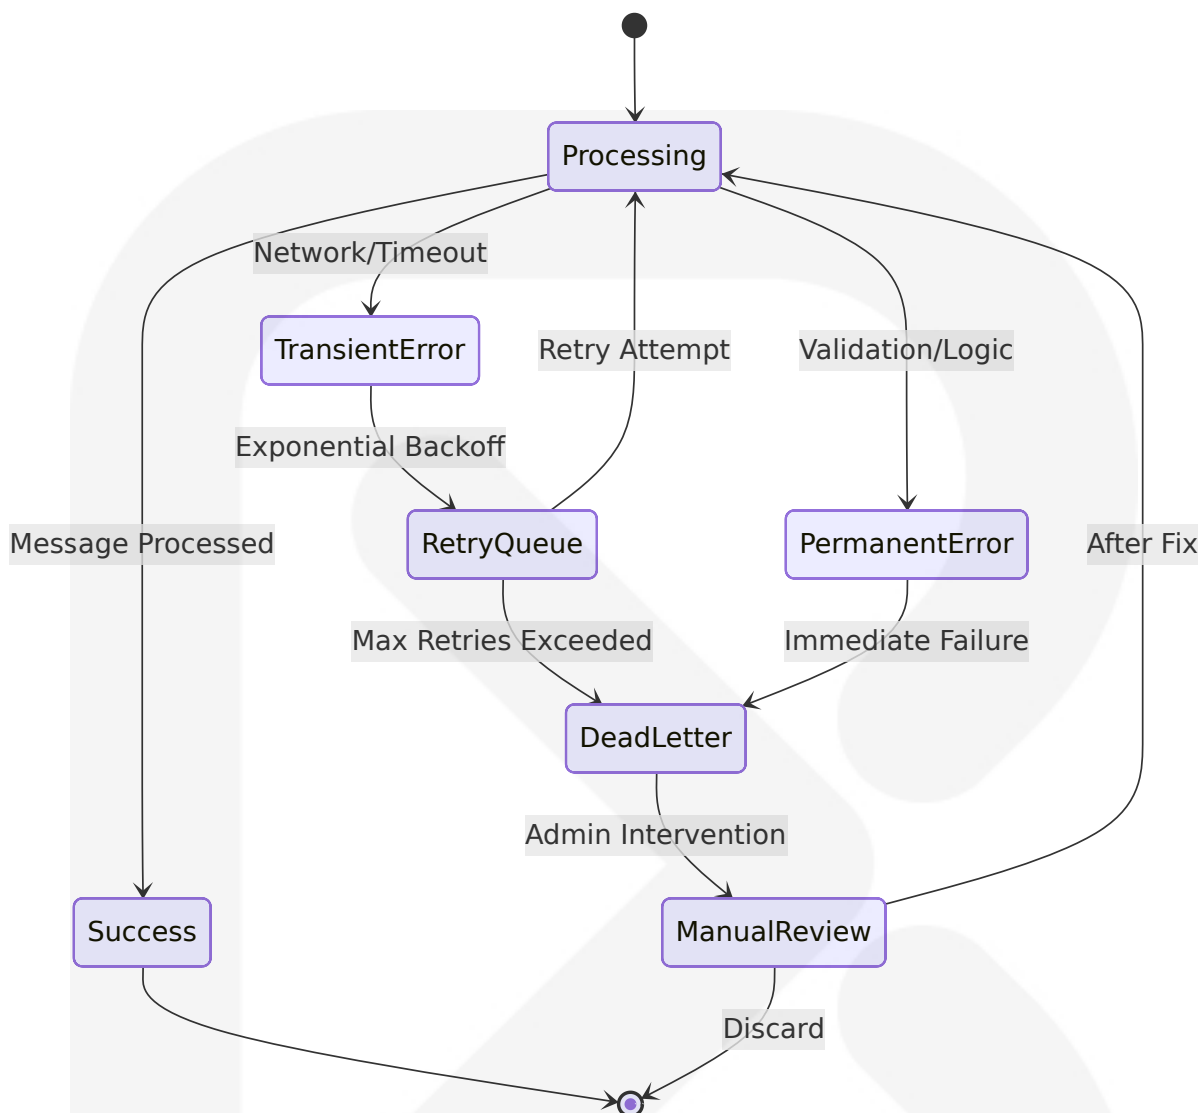 Processing
Network/Timeout
TransientError
Retry Attempt
Validation/Logic
Exponential Backoff
Message Processed
RetryQueue
PermanentError
After Fix
Max Retries Exceeded
Immediate Failure
DeadLetter
Admin Intervention
Success
ManualReview
Discard